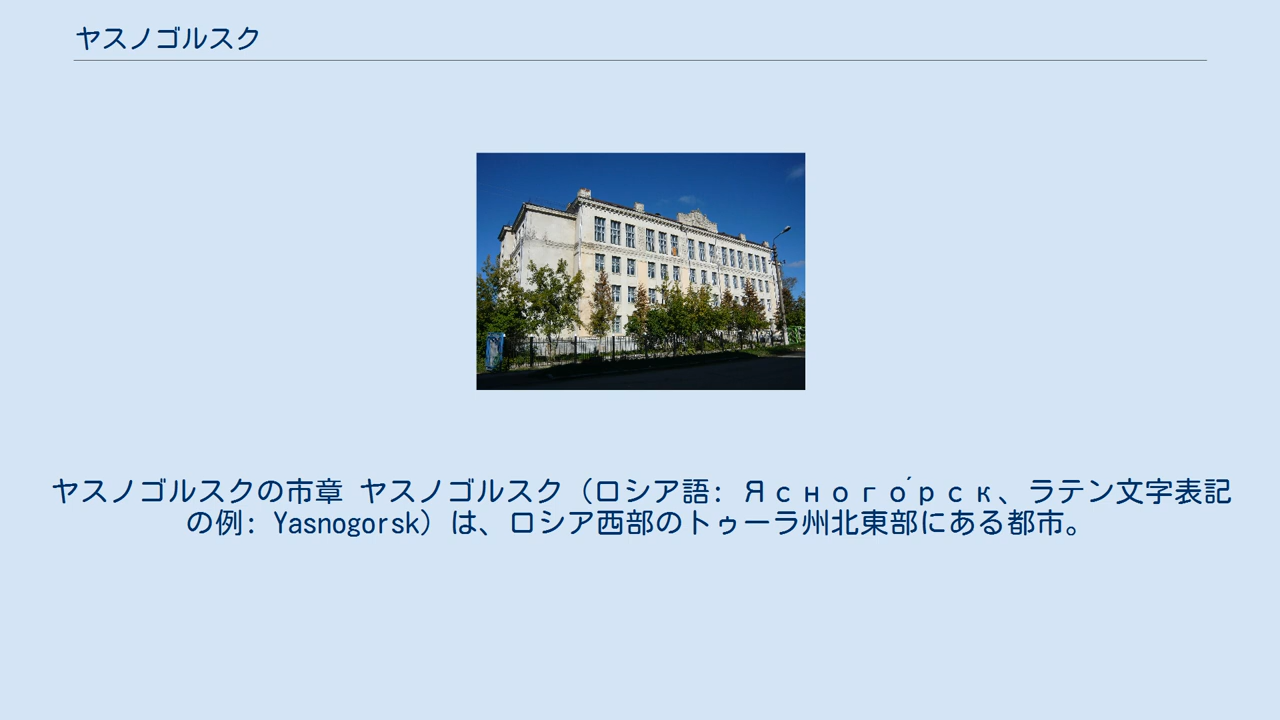 ヤスノゴルスク
ヤスノゴルスクの市章 ヤスノゴルスク（ロシア語: Ясного́рск、ラテン文字表記
の例: Yasnogorsk）は、ロシア西部のトゥーラ州北東部にある都市。